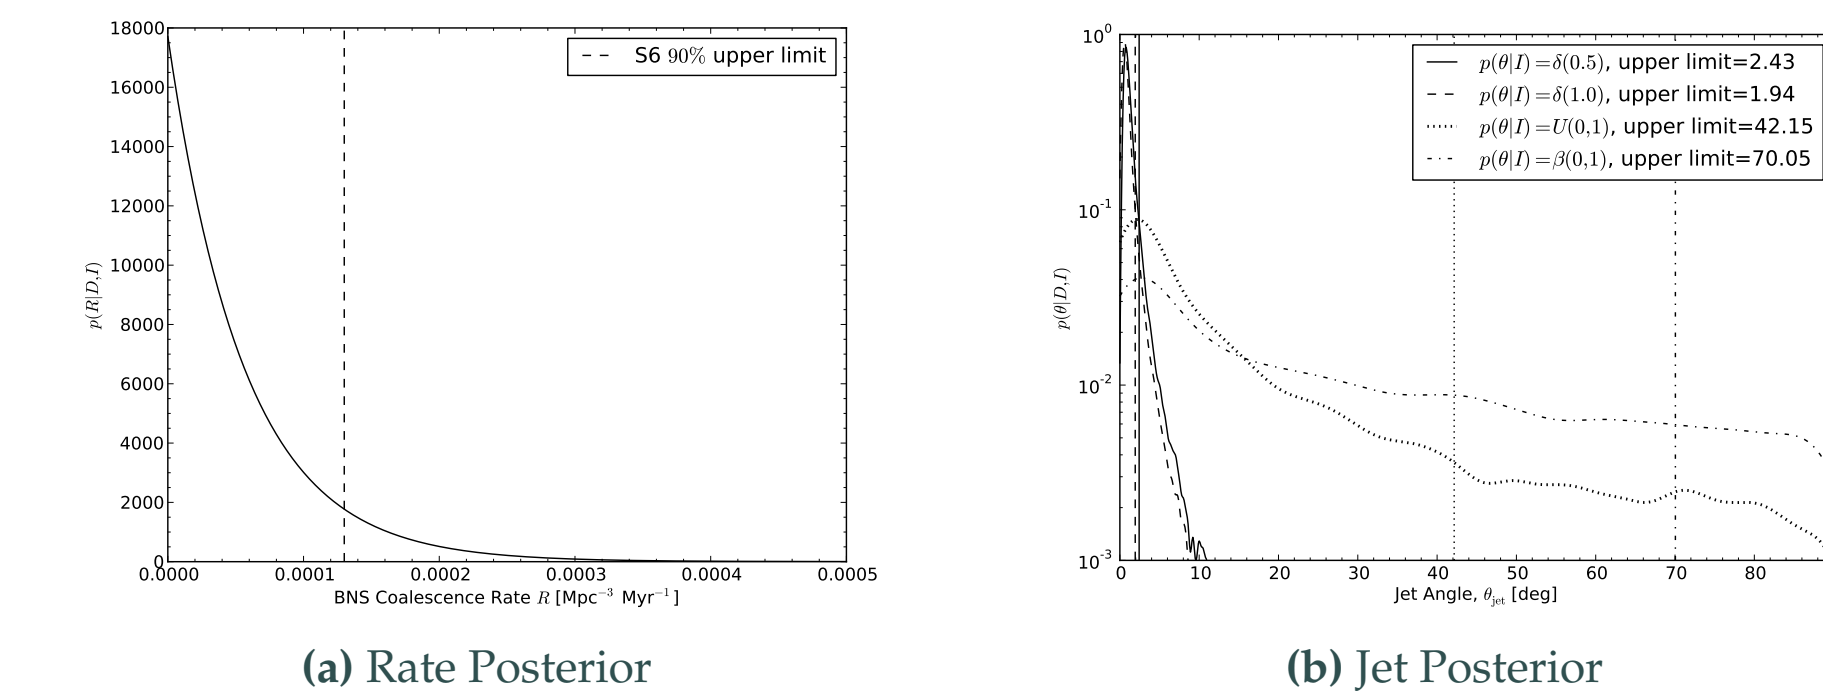 18000
16000
14000
12000
10000
8000
6000
4000
2000
0
p(R|D,I)
S6 90% upper limit
0.0000 0.0001 0.0002 0.0003 0.0004 0.0005
BNS Coalescence Rate R [Mpc⁻³ Myr⁻¹]
(a) Rate Posterior
10⁰
10⁻¹
10⁻²
10⁻³
p(θ|D,I)
p(θ|I)=δ(0.5), upper limit=2.43
p(θ|I)=δ(1.0), upper limit=1.94
p(θ|I)=U(0,1), upper limit=42.15
p(θ|I)=β(0,1), upper limit=70.05
0 10 20 30 40 50 60 70 80
Jet Angle, θjet [deg]
(b) Jet Posterior